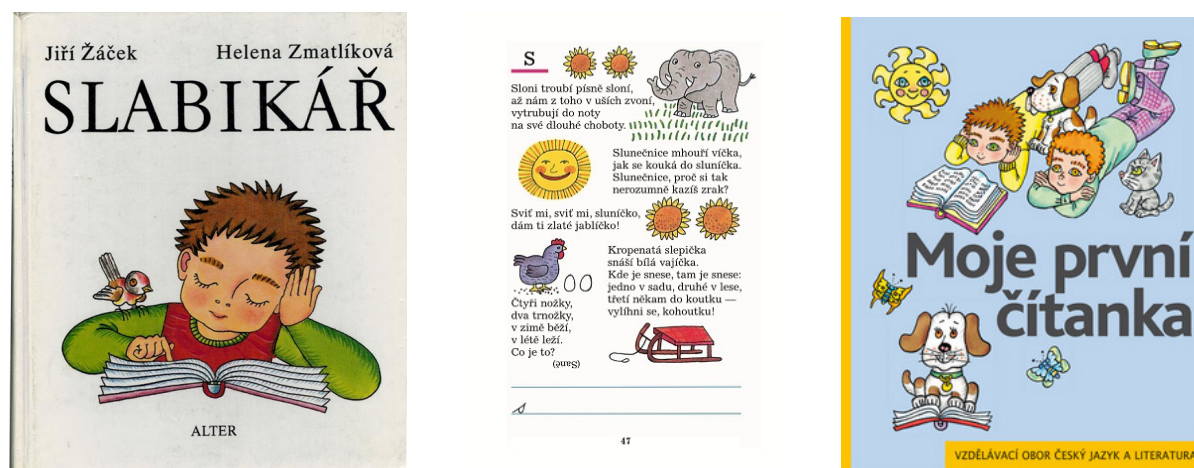 Jiří Žáček
Helena Zmatlíková
SLABIKÁŘ
ALTER
S
Sloni troubí písně sloní,
až nám z toho v uších zvoní,
vytrubují do noty
na své dlouhé choboty.
Slunečnice mhouří víčka,
jak se kouká do sluníčka.
Slunečnice, proč si tak
nerozumně kazíš zrak?
Sviť mi, sviť mi, sluníčko,
dám ti zlaté jablíčko!
Kropenatá slepička
snáší bílá vajíčka.
Kde je snese, tam je snese:
jedno v sadu, druhé v lese,
třetí někam do koutku —
vylíhni se, kohoutku!
Čtyři nožky,
dva trnožky,
v zimě běží,
v létě leží.
Co je to?
(Saně)
s
47
Moje první
čítanka
VZDĚLÁVACÍ OBOR ČESKÝ JAZYK A LITERATURA